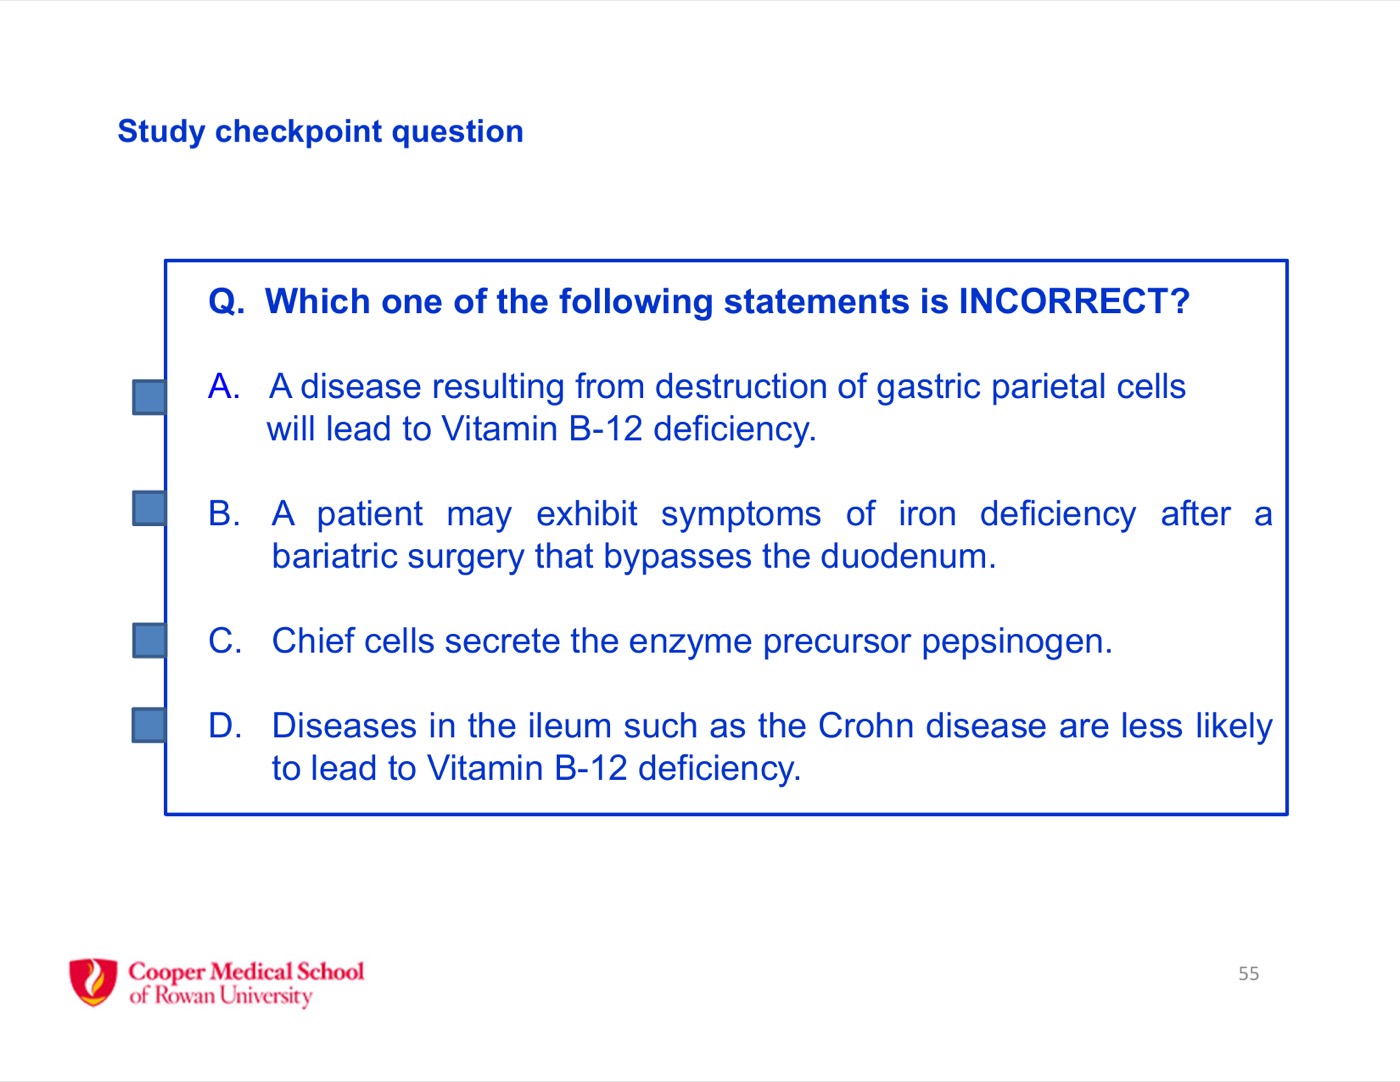 Study checkpoint question
Q. Which one of the following statements is INCORRECT?
A. A disease resulting from destruction of gastric parietal cells
will lead to Vitamin B-12 deficiency.
B. A patient may exhibit symptoms of iron deficiency after a
bariatric surgery that bypasses the duodenum.
C. Chief cells secrete the enzyme precursor pepsinogen.
D. Diseases in the ileum such as the Crohn disease are less likely
to lead to Vitamin B-12 deficiency.
Cooper Medical School
of Rowan University
55